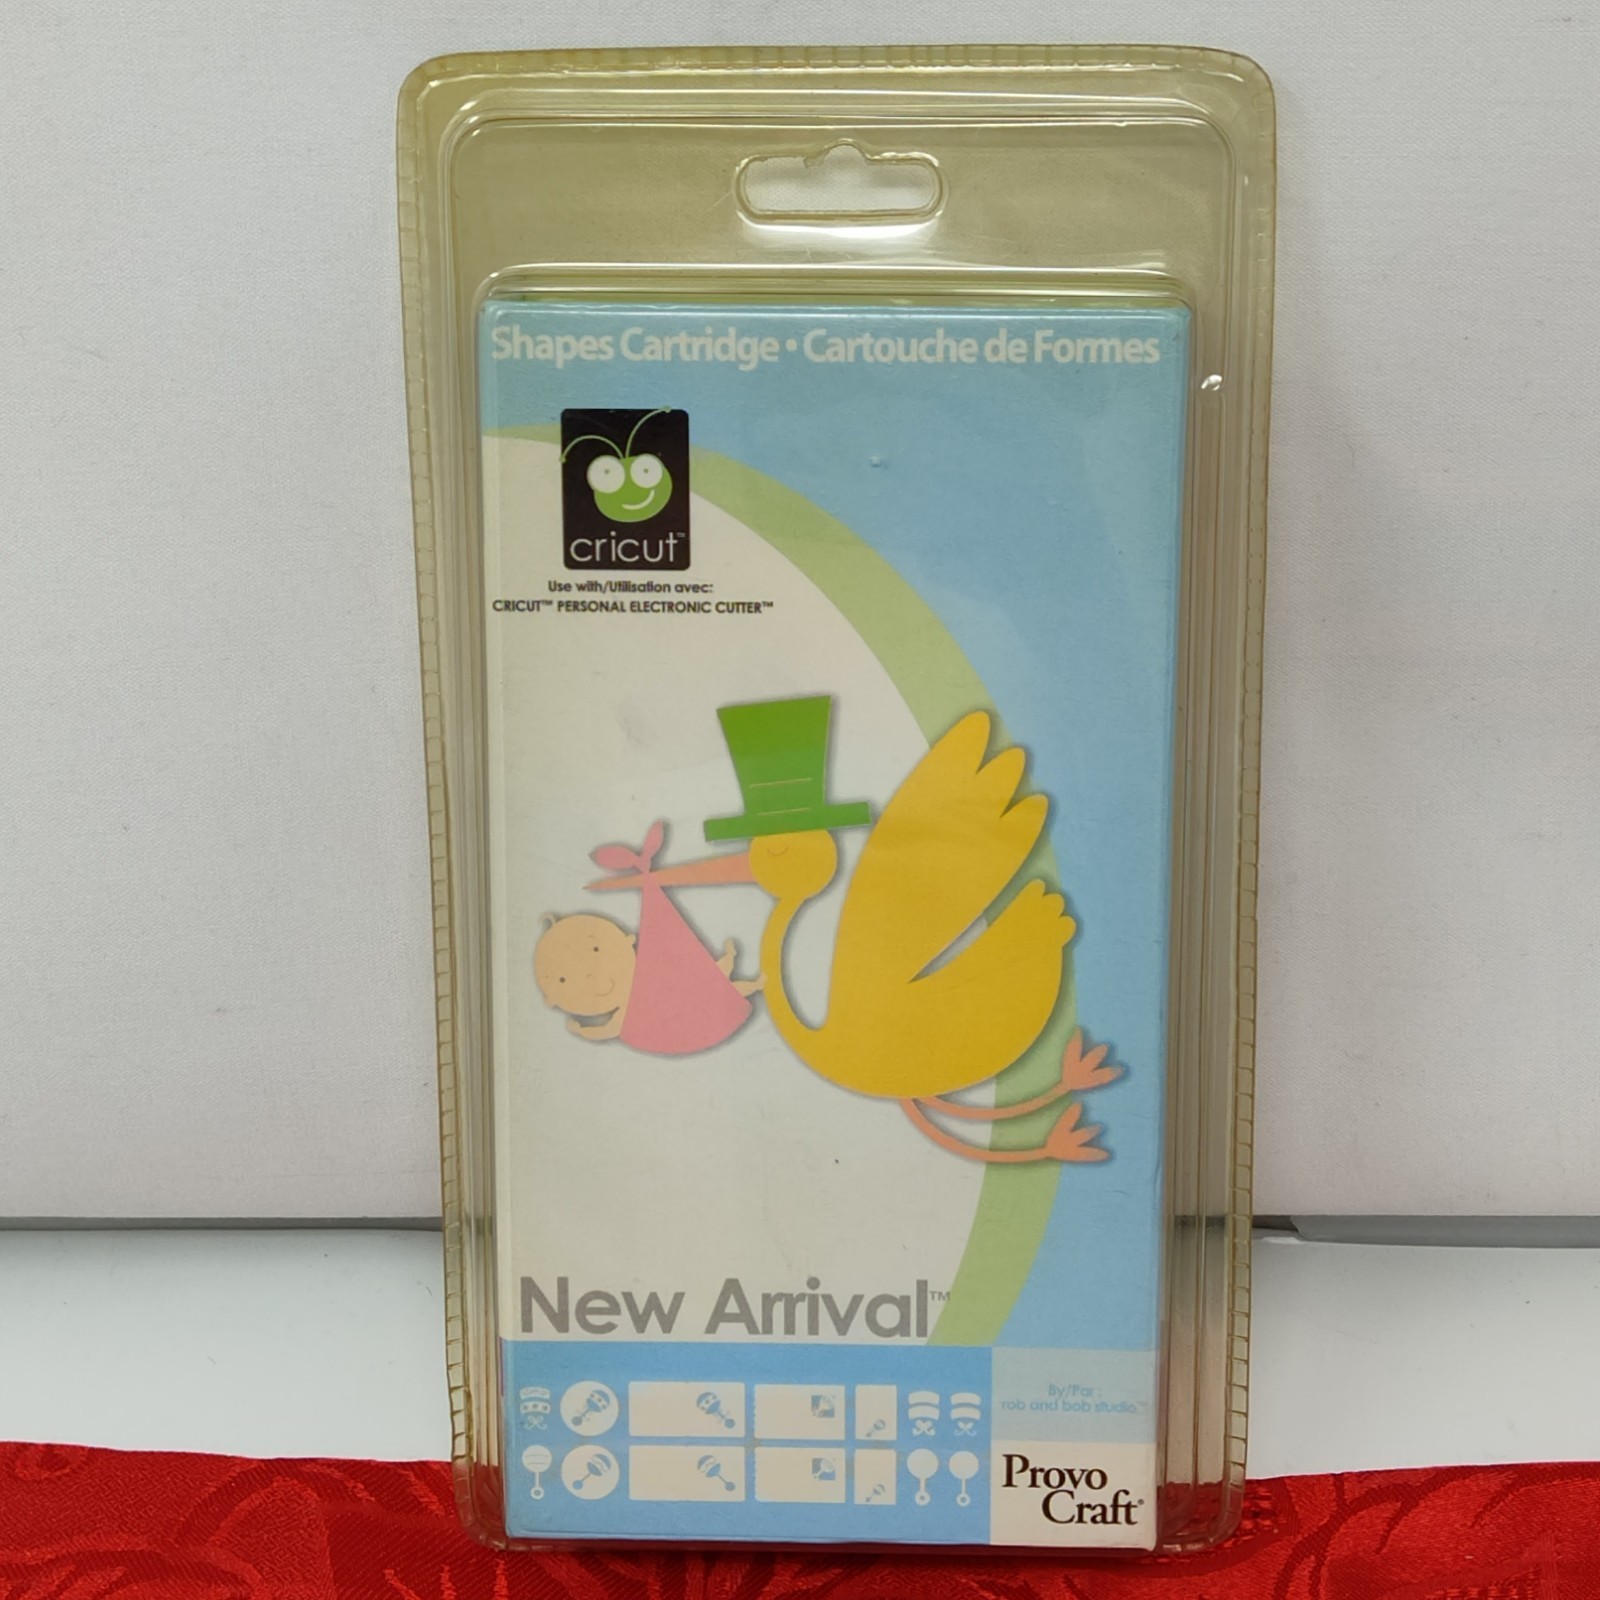 Shapes Cartridge • Cartouche de Formes
cricut™
Use with/Utilisation avec:
CRICUT™ PERSONAL ELECTRONIC CUTTER™
New Arrival™
By/Par :
rob and bob studio™
Provo
Craft®